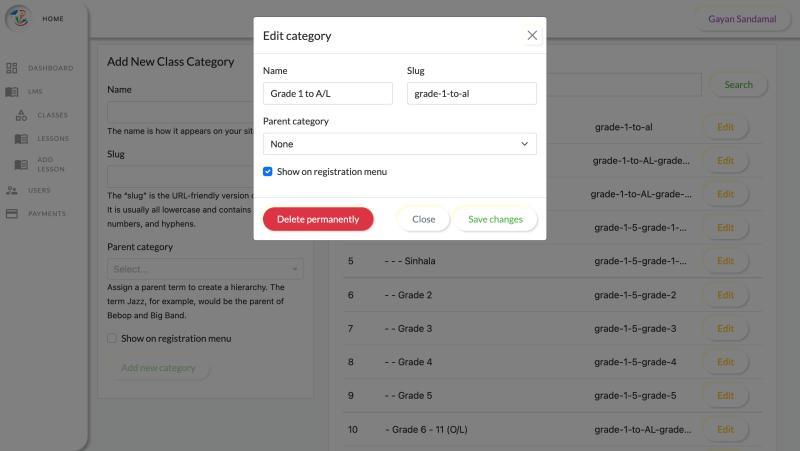 HOME
Gayan Sandamal
DASHBOARD
LMS
CLASSES
LESSONS
ADD
LESSON
USERS
PAYMENTS
Add New Class Category
Name
The name is how it appears on your
Slug
The "slug" is the URL-friendly version
It is usually all lowercase and contains
numbers, and hyphens.
Parent category
Select...
Assign a parent term to create a hierarchy. The
term Jazz, for example, would be the parent of
Bebop and Big Band.
Show on registration menu
Add new category
Edit category
Name
Slug
Grade 1 to A/L
grade-1-to-al
Parent category
None
Show on registration menu
Delete permanently
Close
Save changes
Search
grade-1-to-al Edit
grade-1-to-AL-grade... Edit
grade-1-to-AL-grade-... Edit
grade-1-5-grade-1-... Edit
5 - - - Sinhala grade-1-5-grade-1-... Edit
6 - - Grade 2 grade-1-5-grade-2 Edit
7 - - Grade 3 grade-1-5-grade-3 Edit
8 - - Grade 4 grade-1-5-grade-4 Edit
9 - - Grade 5 grade-1-5-grade-5 Edit
10 - Grade 6 - 11 (O/L) grade-1-to-AL-grade... Edit